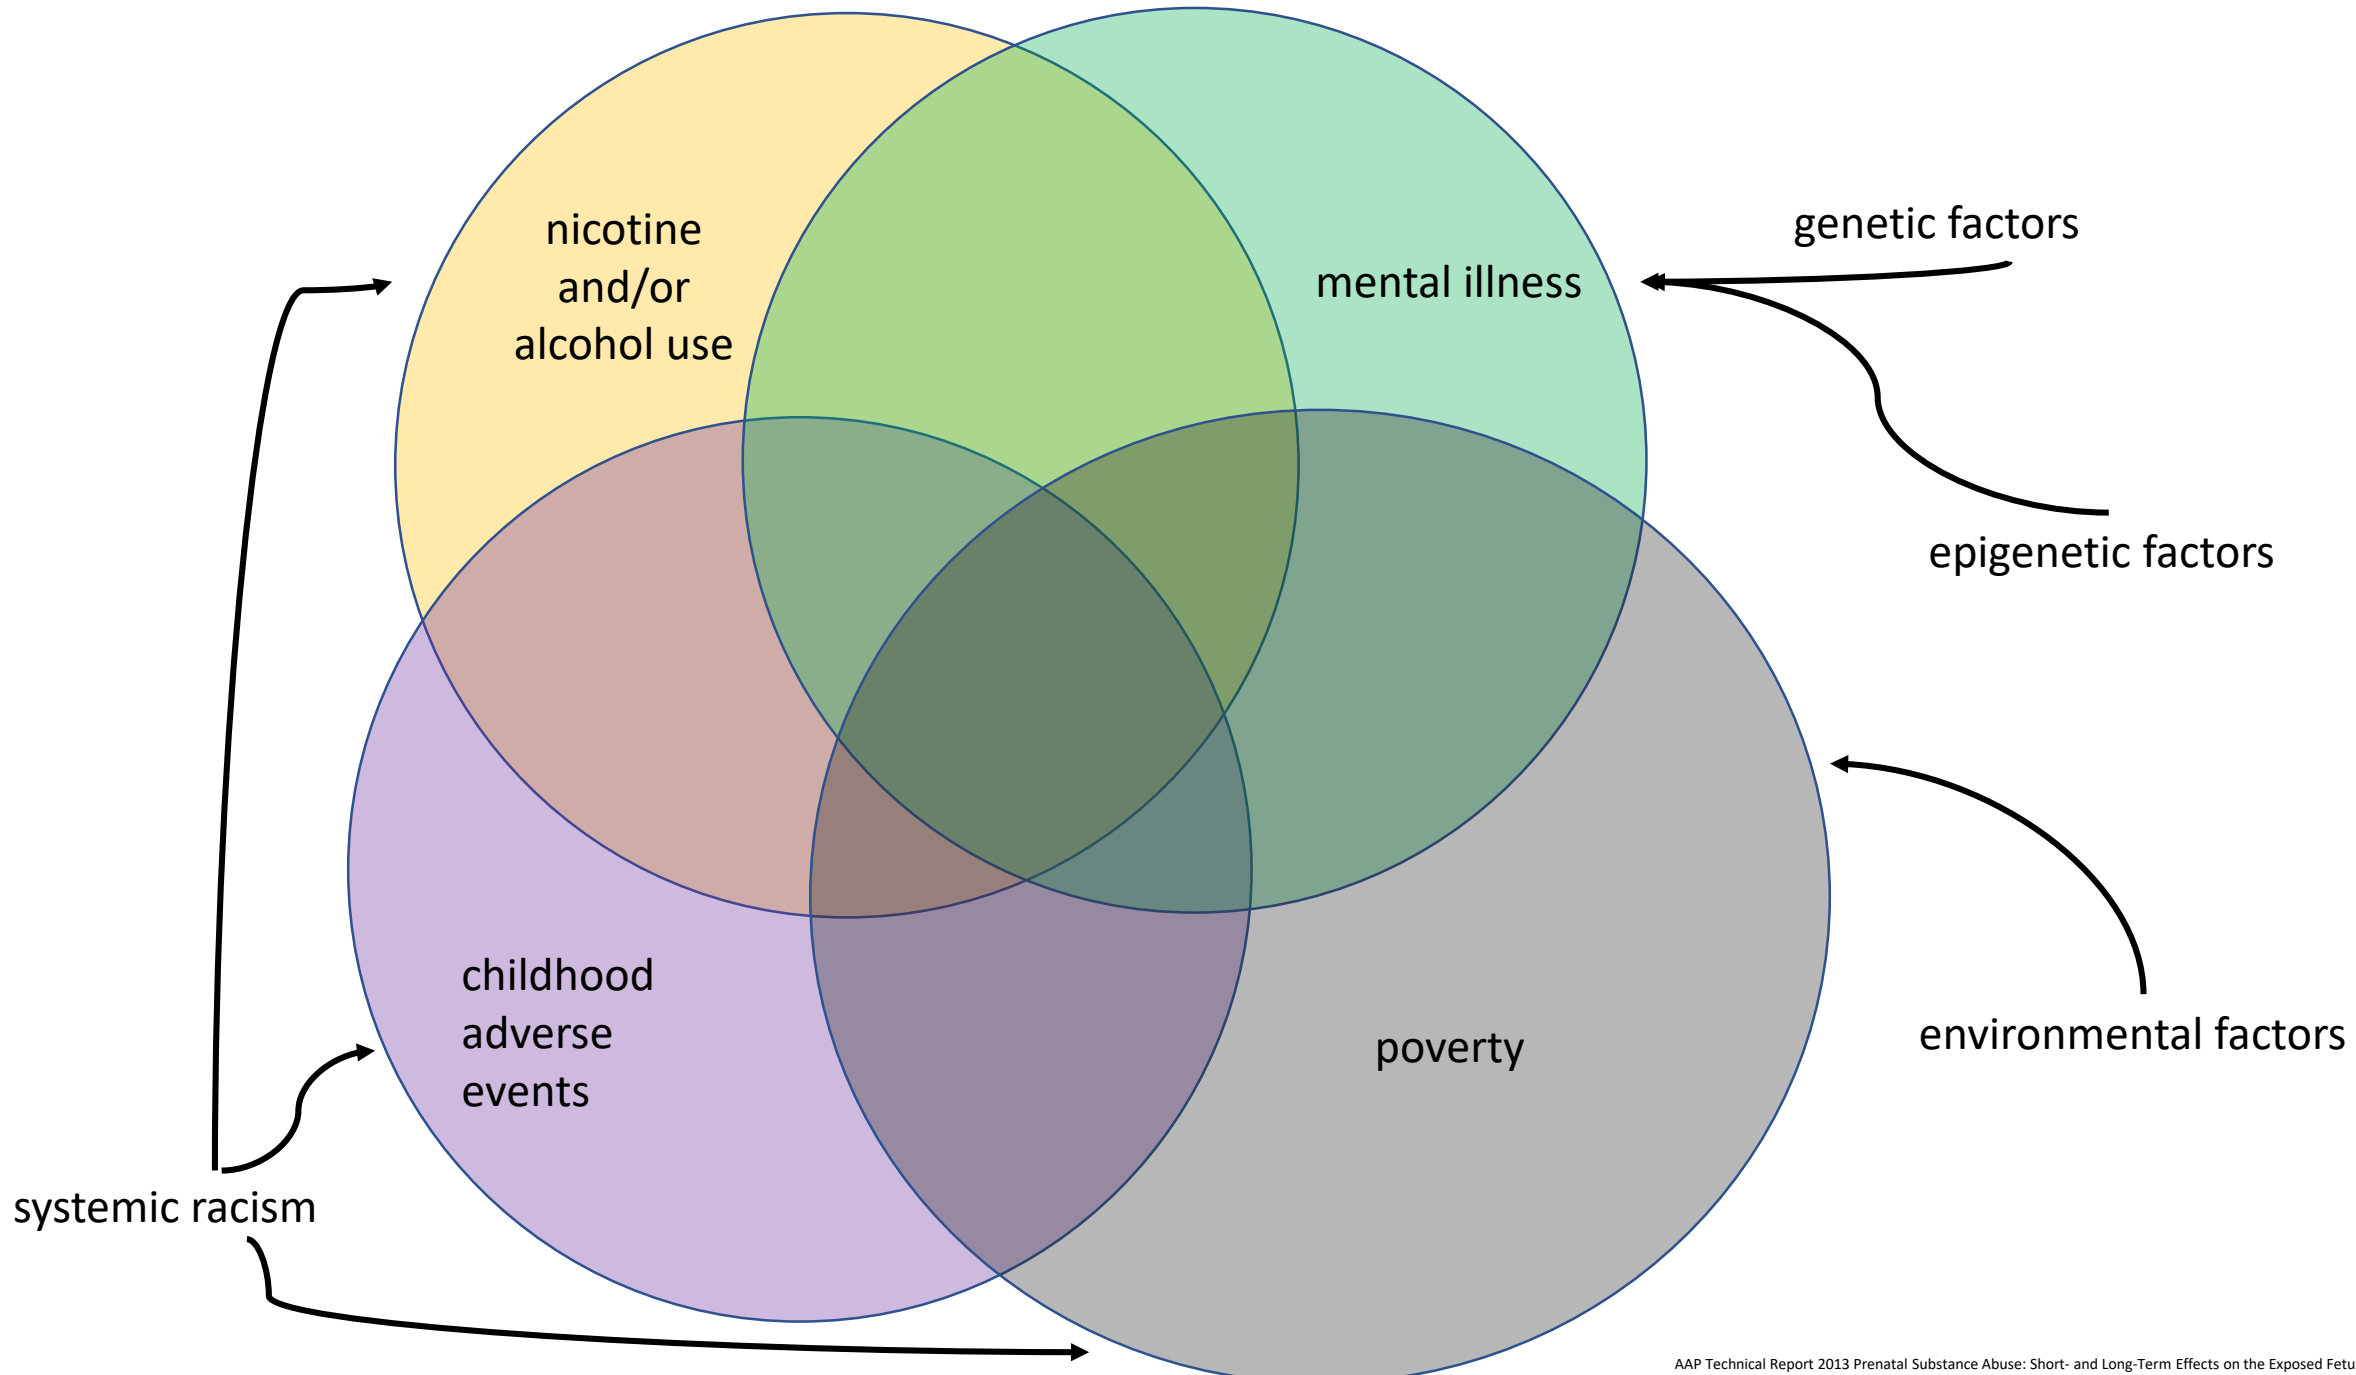 nicotine
and/or
alcohol use
mental illness
genetic factors
epigenetic factors
childhood
adverse
events
poverty
environmental factors
systemic racism
AAP Technical Report 2013 Prenatal Substance Abuse: Short- and Long-Term Effects on the Exposed Fetu